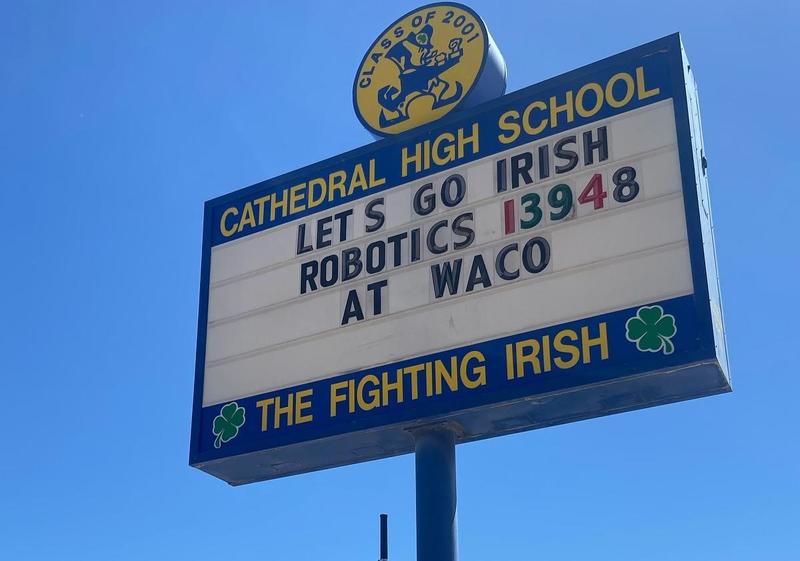 CLASS OF 2001
CATHEDRAL HIGH SCHOOL
LET S GO IRISH
ROBOTICS 13948
AT WACO
THE FIGHTING IRISH